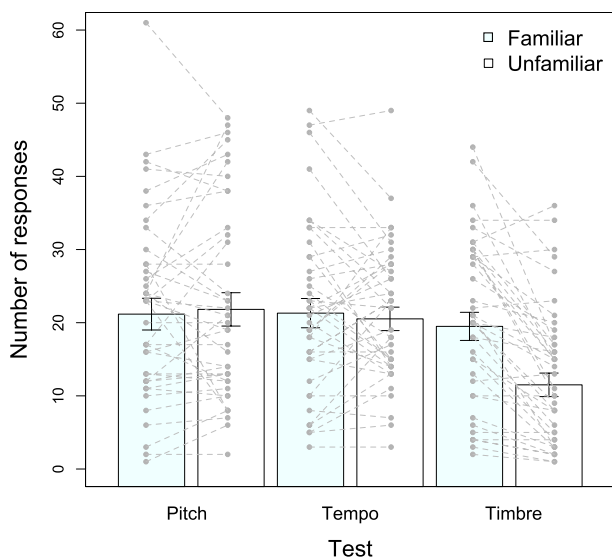 Familiar
Unfamiliar
60
50
40
30
20
10
0
Number of responses
Pitch Tempo Timbre
Test